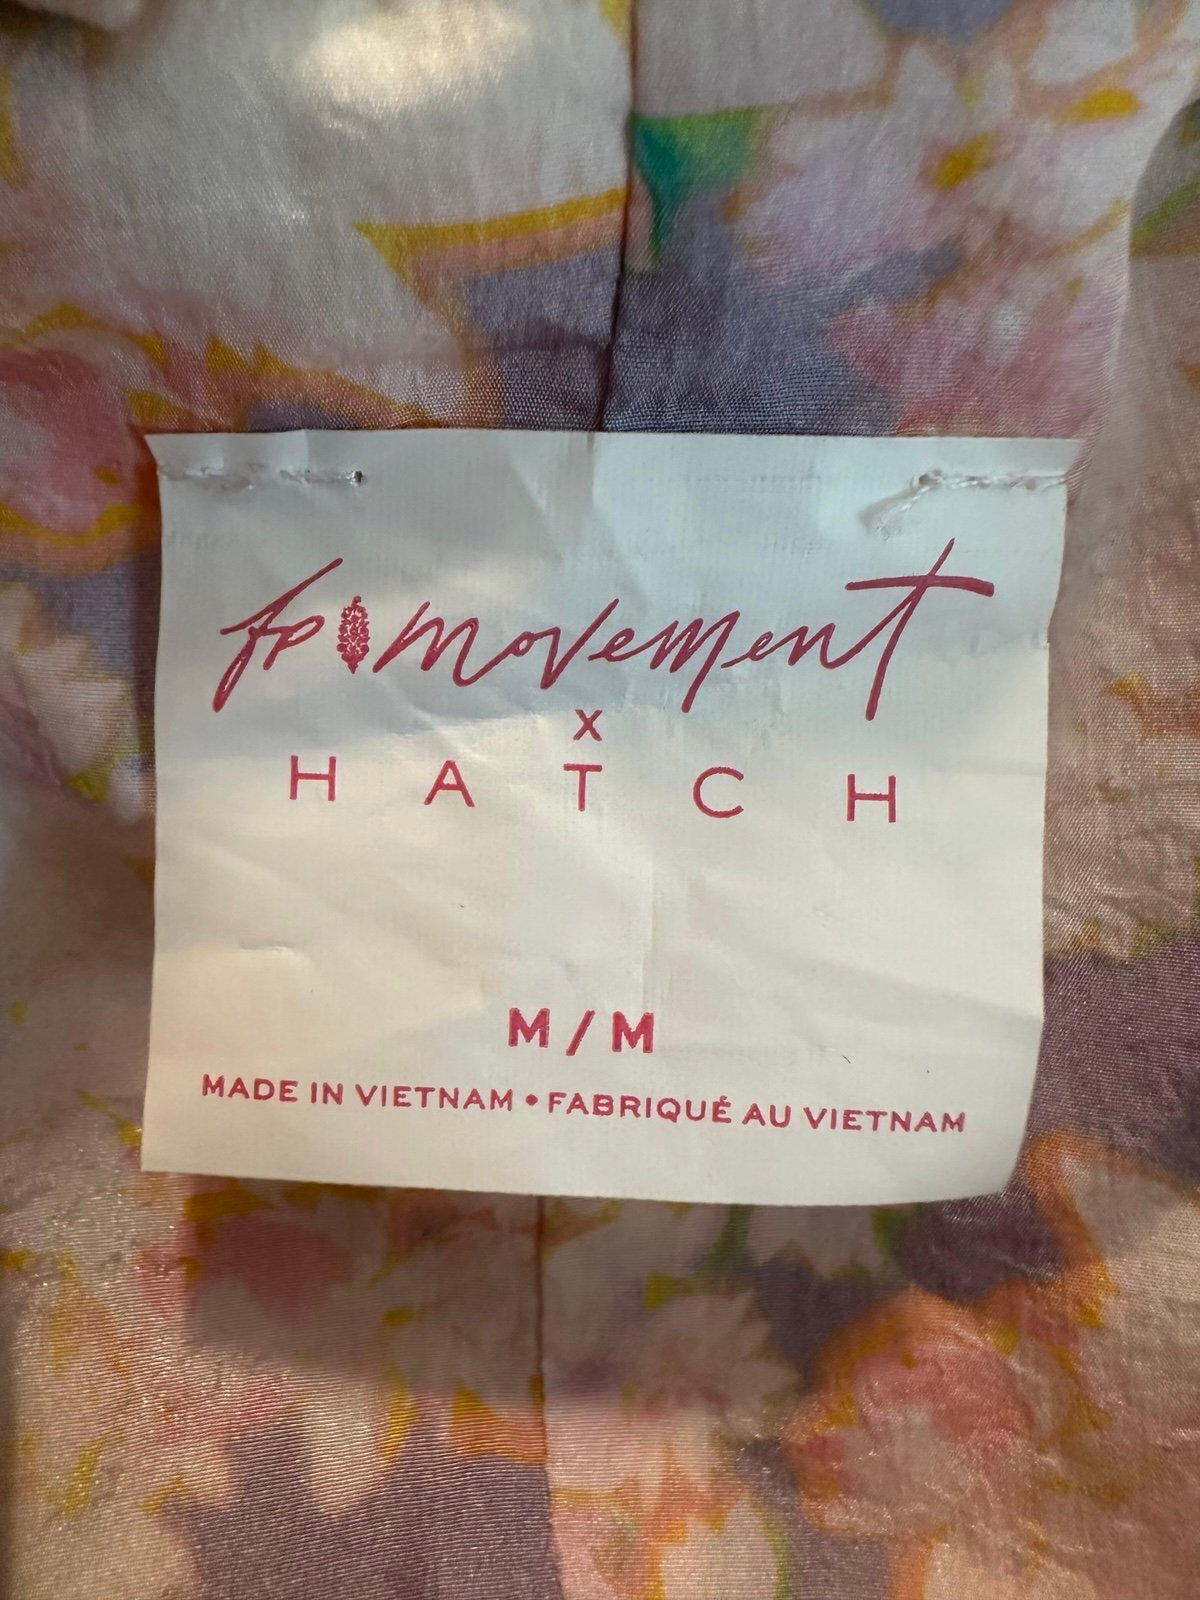 fp movement
x
HATCH
M/M
MADE IN VIETNAM • FABRIQUÉ AU VIETNAM